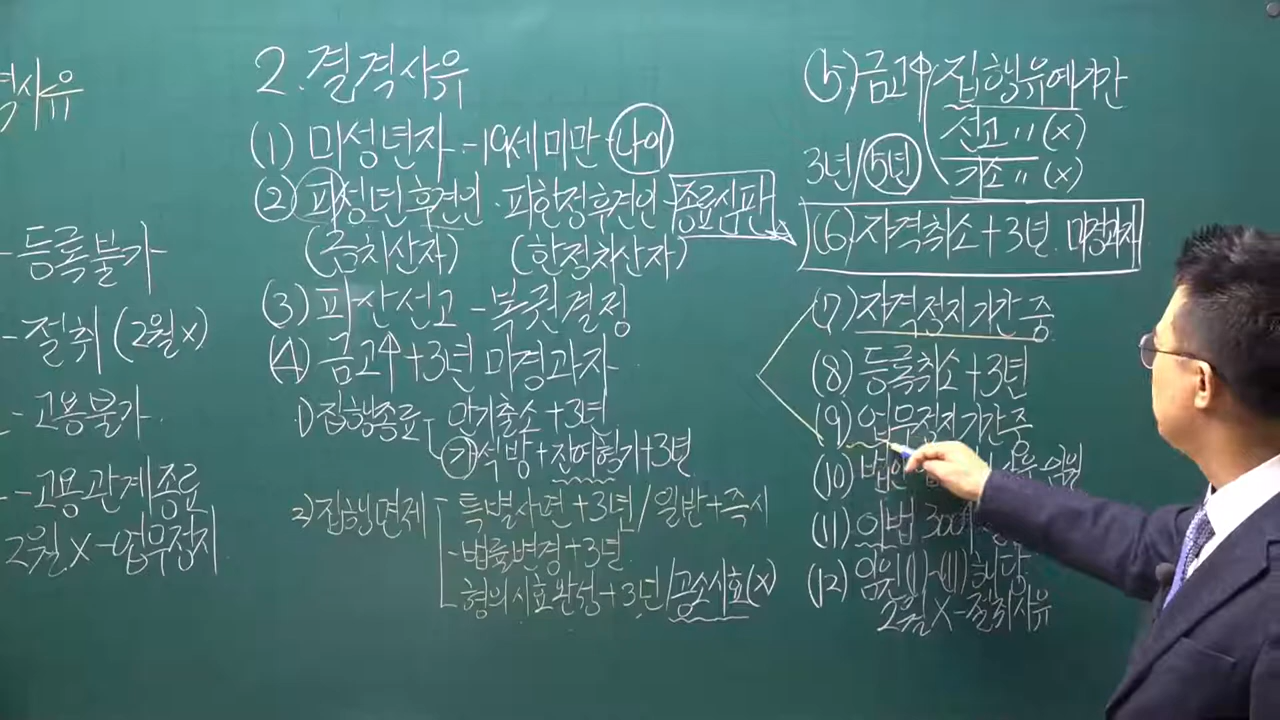 격사유
- 등록불가
- 절취 (2월x)
- 고용불가
- 고용관계종료
2월x - 업무정지
2. 결격사유
(1) 미성년자 - 19세미만 - 나이
(2) 피성년후견인 · 피한정후견인 - 종료심판
(금치산자) (한정치산자)
(3) 파산선고 - 복권결정
(4) 금고↑ + 3년 미경과자
1) 집행종료 - 만기출소 + 3년
가석방 + 잔여형기 + 3년
2) 집행면제 - 특별사면 + 3년 / 일반 + 즉시
- 법률변경 + 3년
형의시효완성 + 3년 / 공소시효(x)
(5) 금고↑ 집행유예기간
선고 〃 (x)
3년/5년 기소 〃 (x)
(6) 자격취소 + 3년 미경과자
(7) 자격정지기간 중
(8) 등록취소 + 3년
(9) 업무정지기간 중
(10) 임원
(11) 이법 300
(12) 임원(1)~(11) 해당
2월x - 절취사유